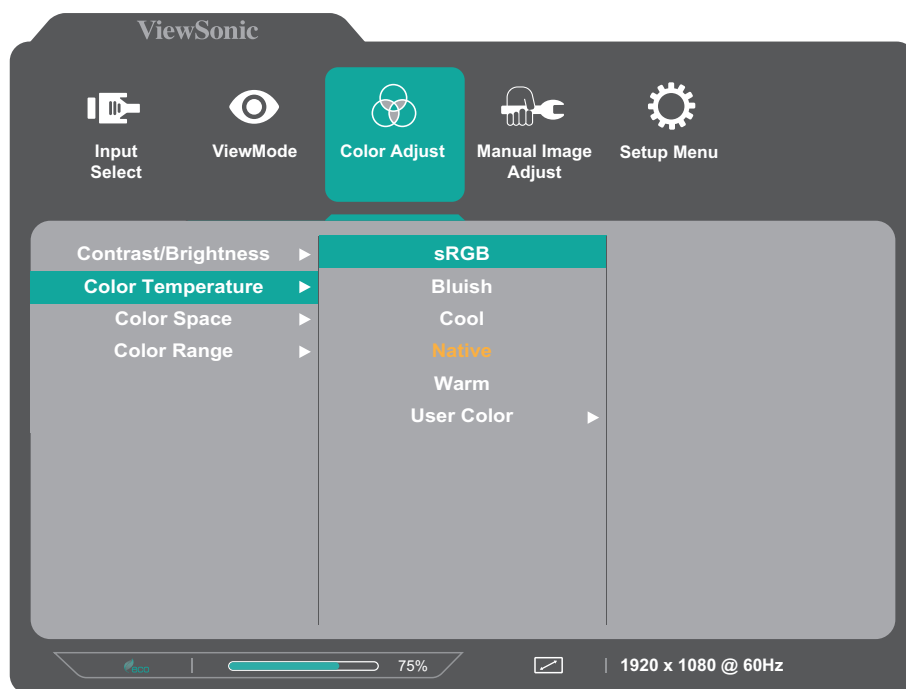 ViewSonic
Input
Select
ViewMode
Color Adjust
Manual Image
Adjust
Setup Menu
Contrast/Brightness
Color Temperature
Color Space
Color Range
sRGB
Bluish
Cool
Native
Warm
User Color
eco
75%
1920 x 1080 @ 60Hz